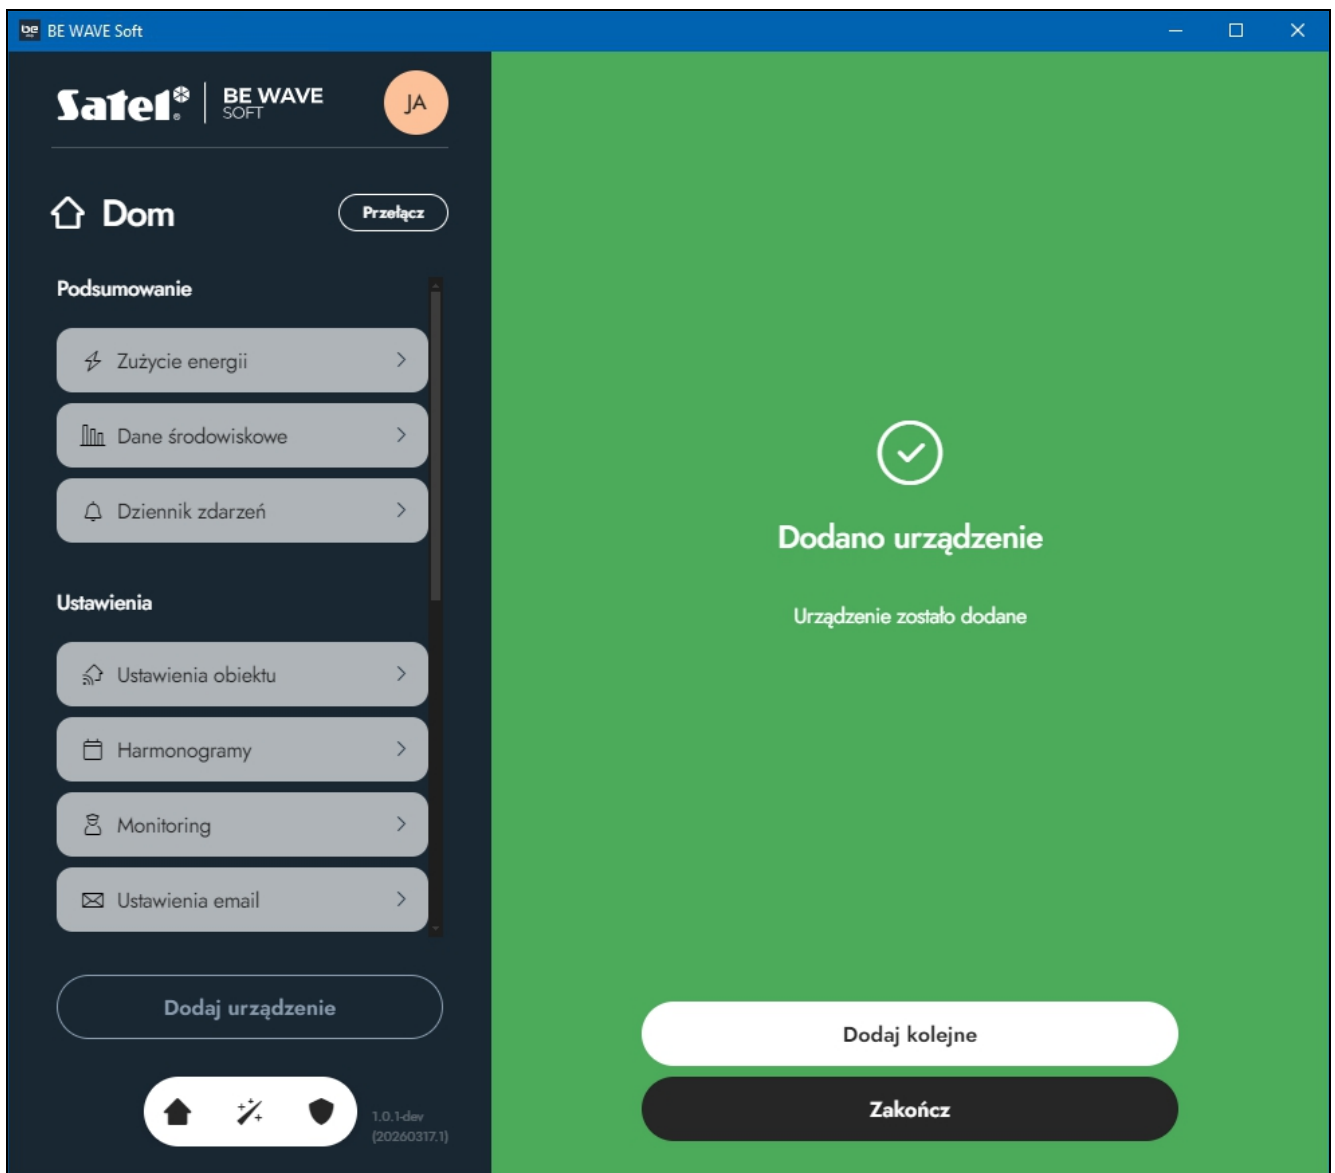 BE WAVE Soft
Satel® BE WAVE
SOFT
JA
Dom
Przełącz
Podsumowanie
Zużycie energii
Dane środowiskowe
Dziennik zdarzeń
Ustawienia
Ustawienia obiektu
Harmonogramy
Monitoring
Ustawienia email
Dodaj urządzenie
1.0.1-dev
(20260317.1)
Dodano urządzenie
Urządzenie zostało dodane
Dodaj kolejne
Zakończ